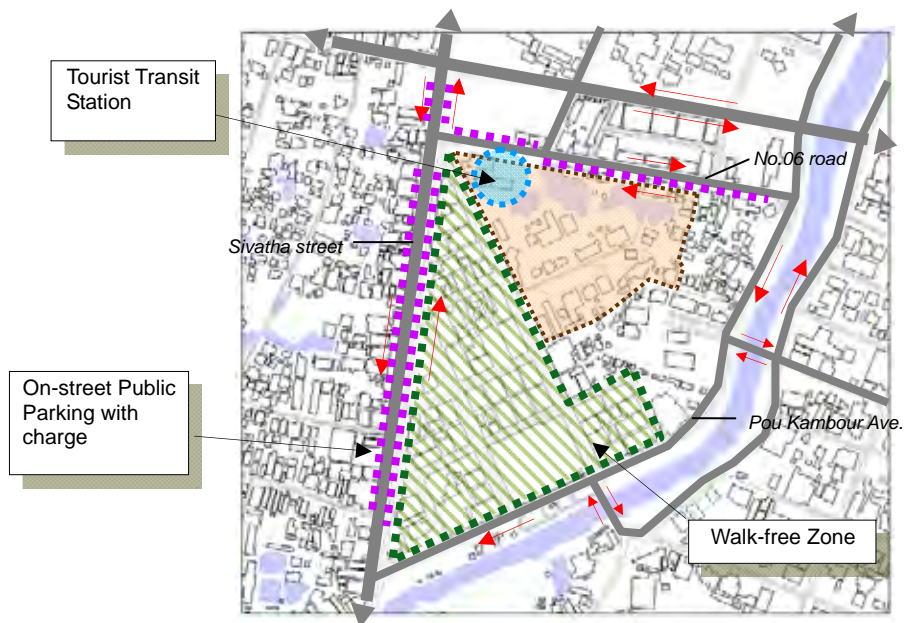 Tourist Transit
Station
No.06 road
Sivatha street
On-street Public
Parking with
charge
Pou Kambour Ave.
Walk-free Zone